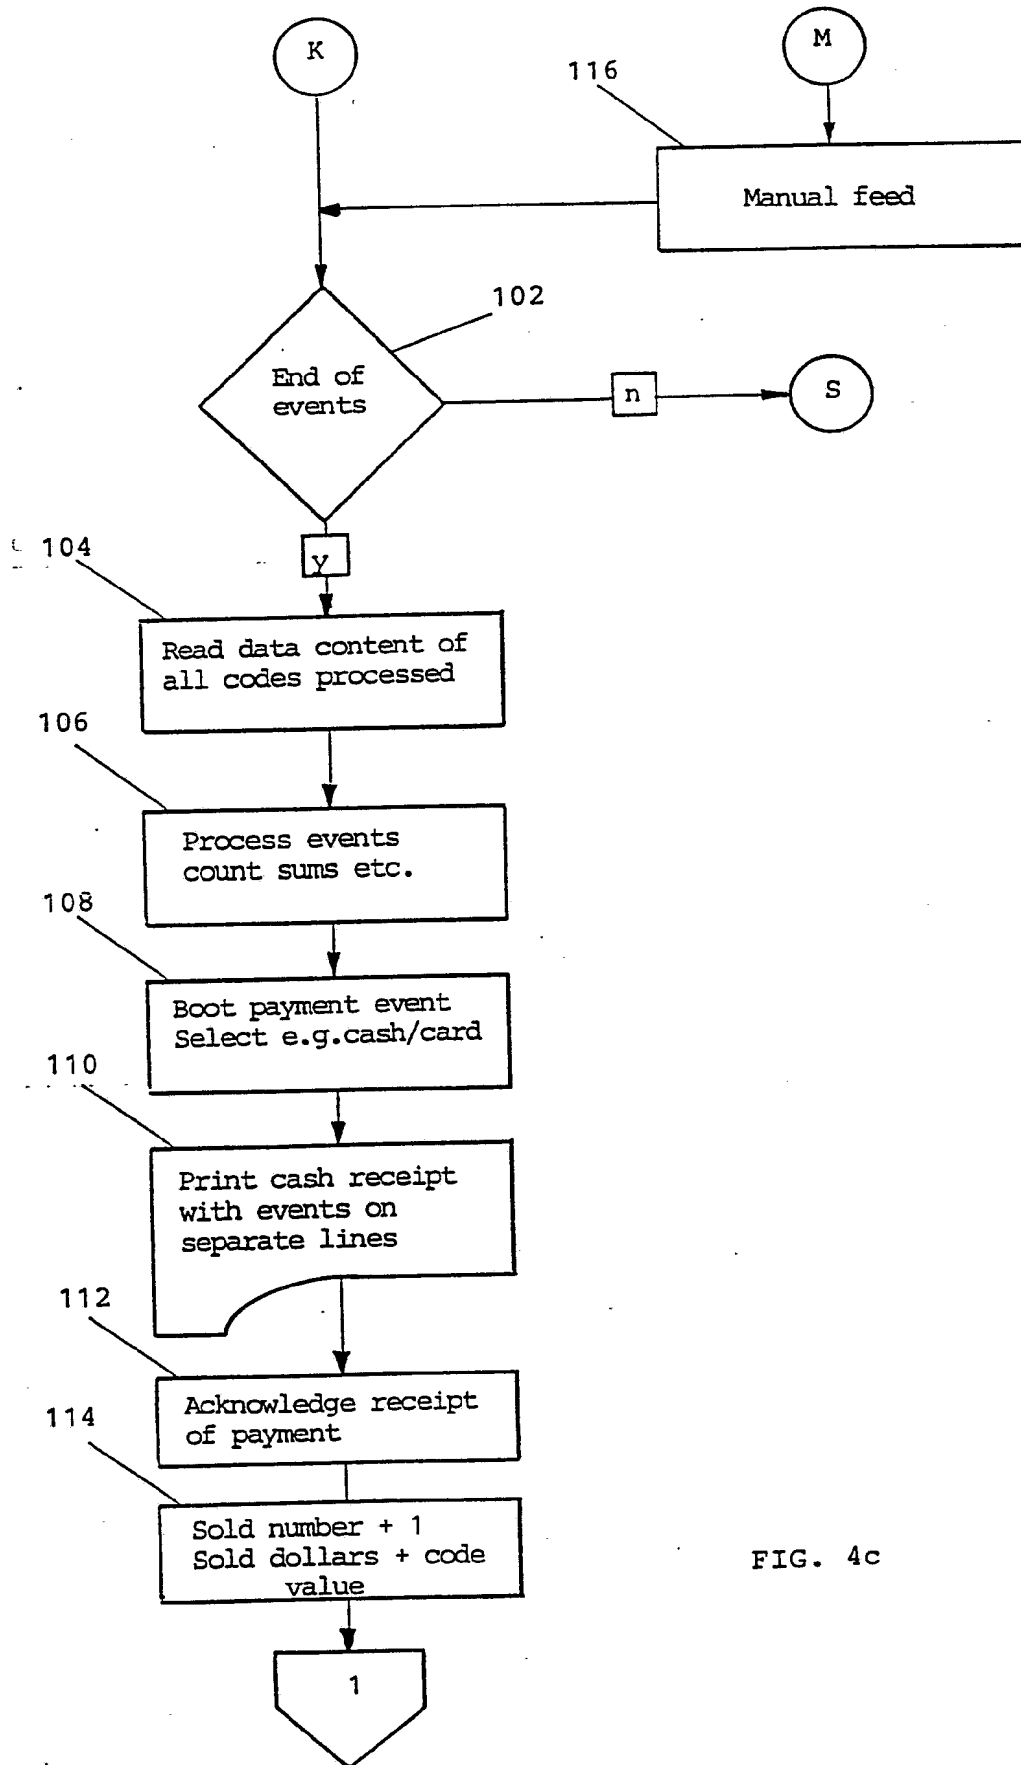 K
M
116
Manual feed
102
End of
events
n
S
y
104
Read data content of
all codes processed
106
Process events
count sums etc.
108
Boot payment event
Select e.g.cash/card
110
Print cash receipt
with events on
separate lines
112
Acknowledge receipt
of payment
114
Sold number + 1
Sold dollars + code
value
FIG. 4c
1